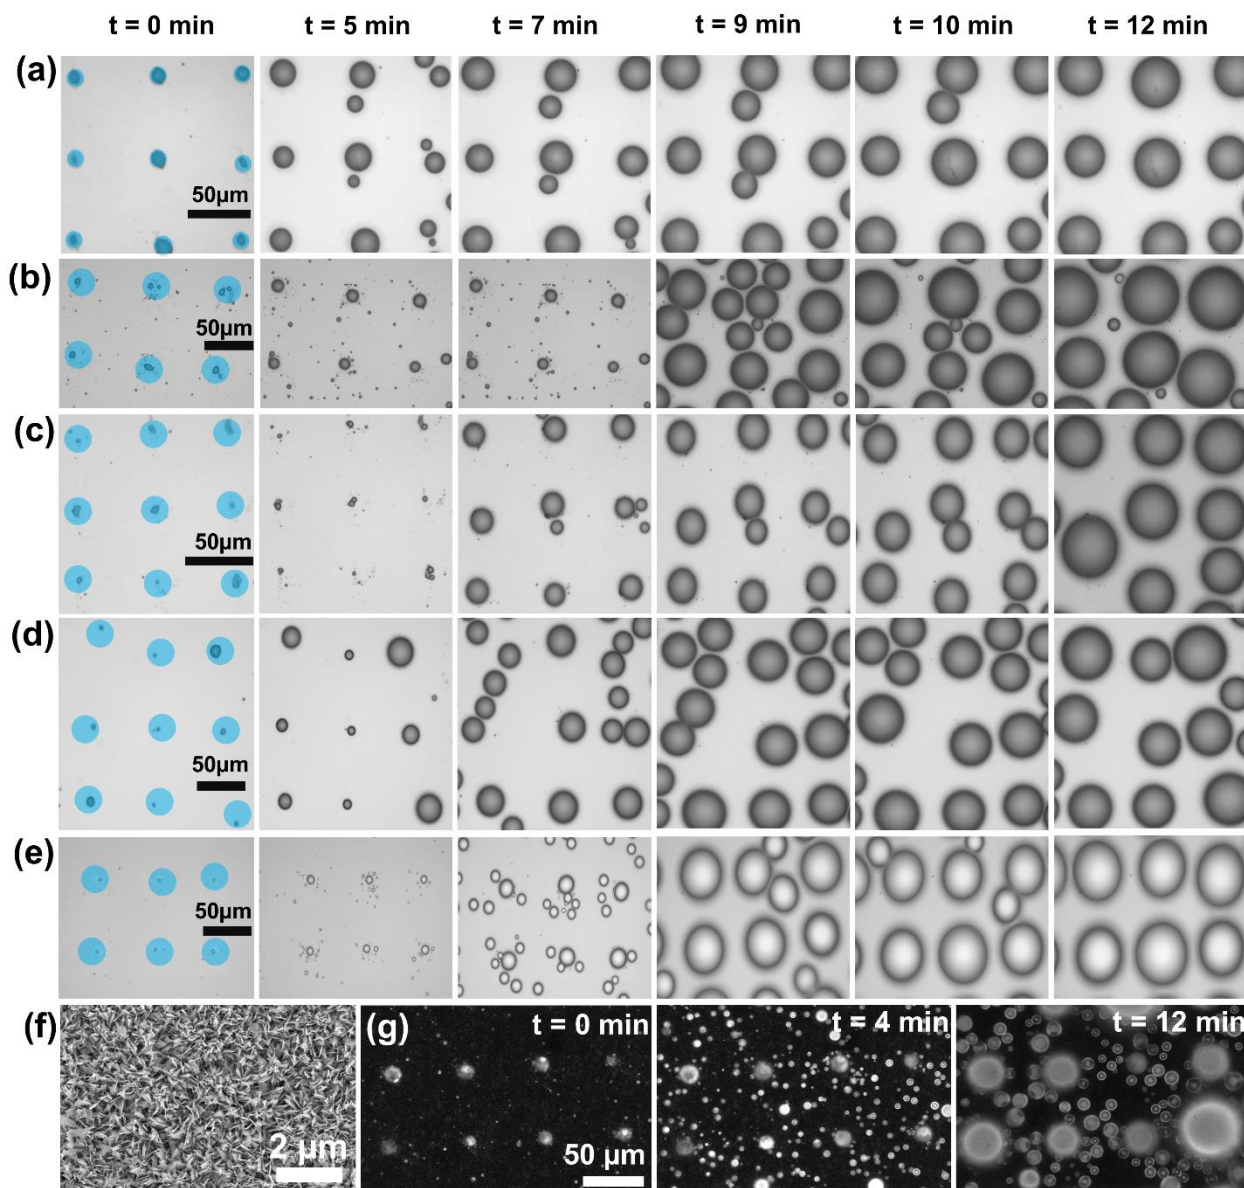 t = 0 min t = 5 min t = 7 min t = 9 min t = 10 min t = 12 min
(a)
50µm
(b)
50µm
(c)
50µm
(d)
50µm
(e)
50µm
(f) (g) t = 0 min t = 4 min t = 12 min
2 µm 50 µm